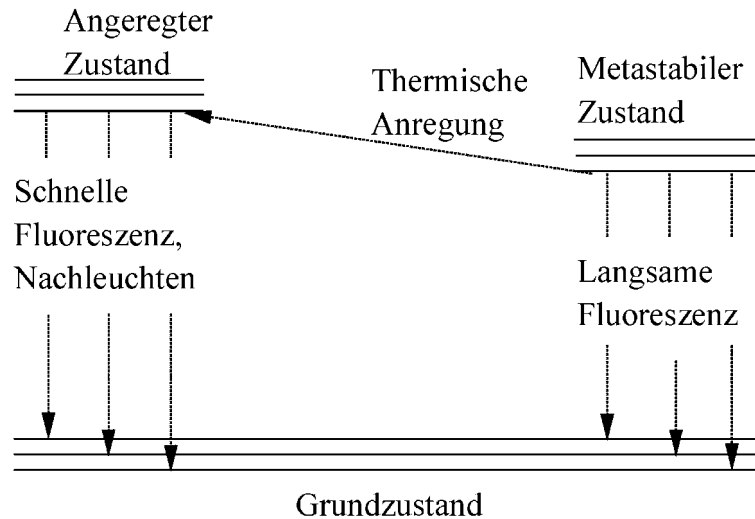 Angeregter
Zustand
Thermische
Anregung
Metastabiler
Zustand
Schnelle
Fluoreszenz,
Nachleuchten
Langsame
Fluoreszenz
Grundzustand